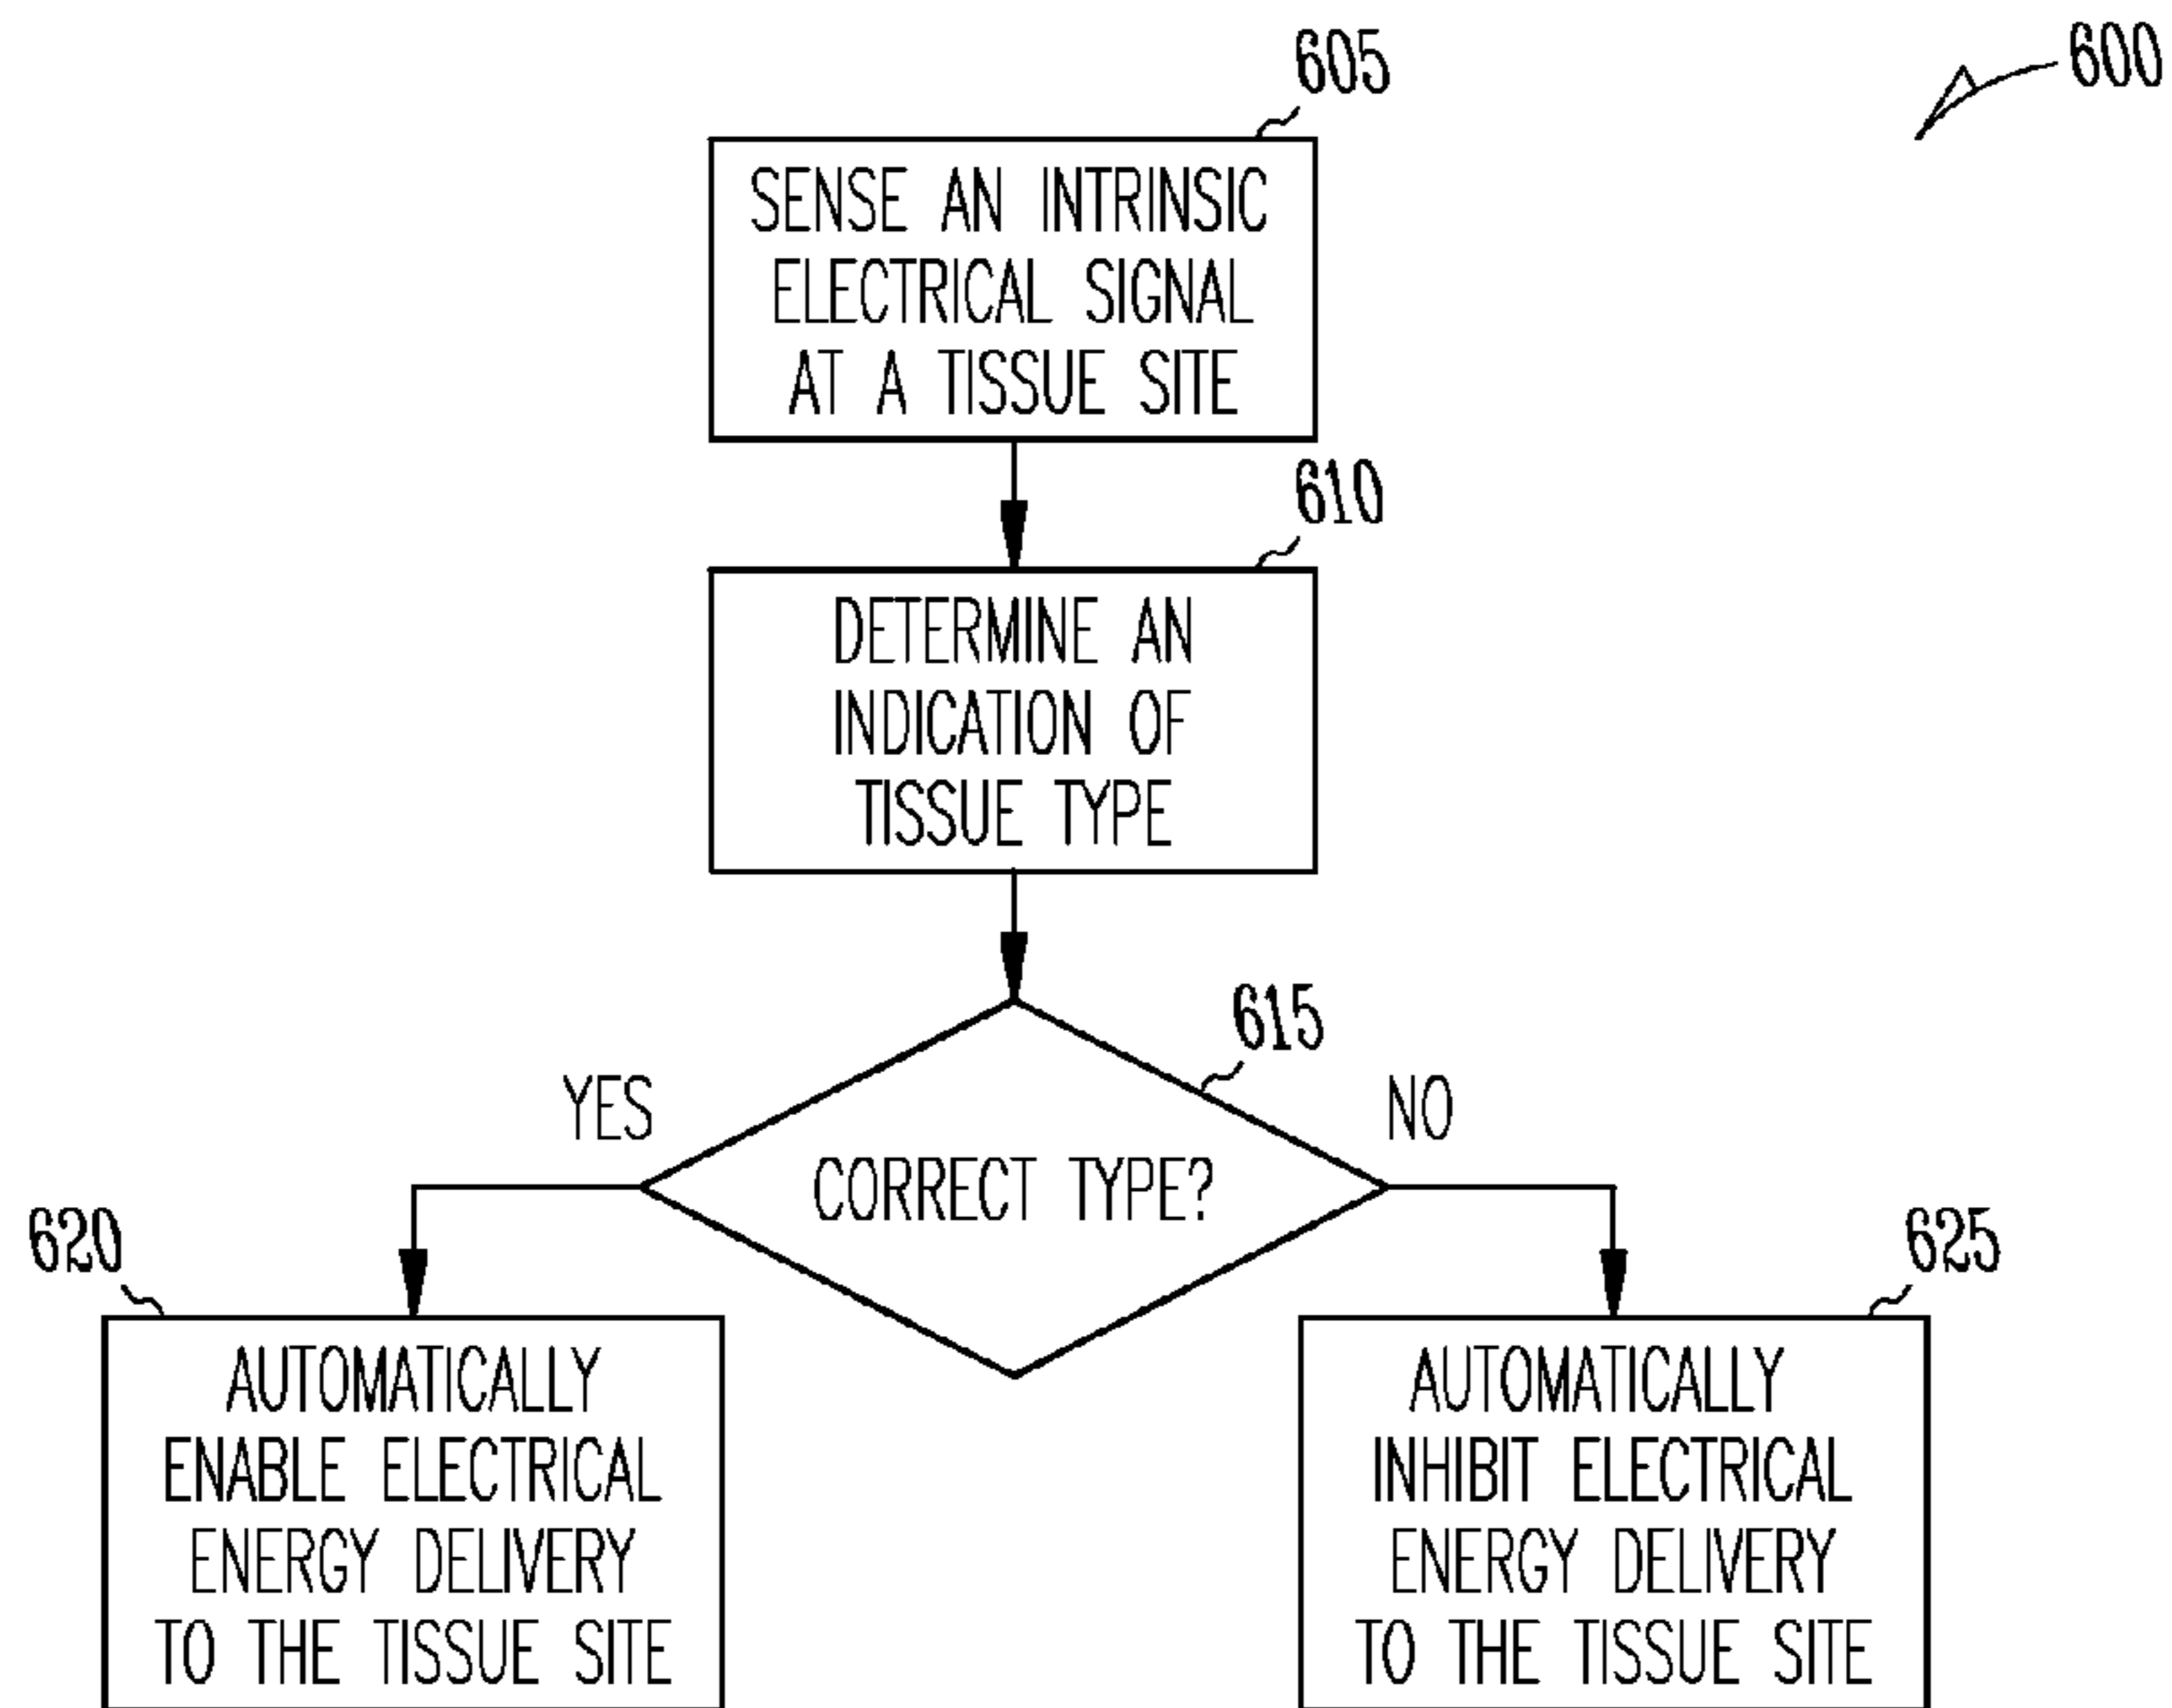 600
605
SENSE AN INTRINSIC
ELECTRICAL SIGNAL
AT A TISSUE SITE
610
DETERMINE AN
INDICATION OF
TISSUE TYPE
615
YES
NO
CORRECT TYPE?
620
AUTOMATICALLY
ENABLE ELECTRICAL
ENERGY DELIVERY
TO THE TISSUE SITE
625
AUTOMATICALLY
INHIBIT ELECTRICAL
ENERGY DELIVERY
TO THE TISSUE SITE